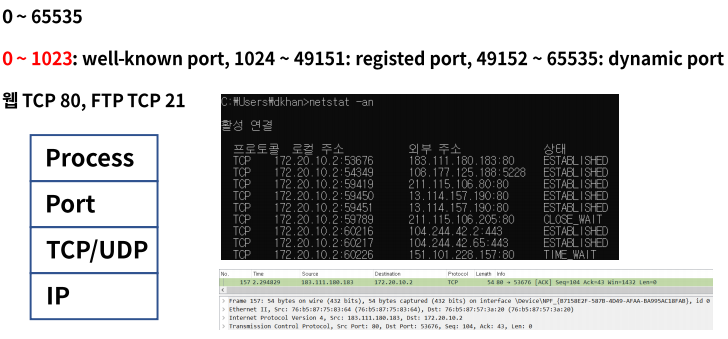 0 ~ 65535
0 ~ 1023: well-known port, 1024 ~ 49151: registed port, 49152 ~ 65535: dynamic port
웹 TCP 80, FTP TCP 21
Process
Port
TCP/UDP
IP
C:₩Users₩dkhan>netstat -an
활성 연결
프로토콜 로컬 주소 외부 주소 상태
TCP 172.20.10.2:53676 183.111.180.183:80 ESTABLISHED
TCP 172.20.10.2:54349 108.177.125.188:5228 ESTABLISHED
TCP 172.20.10.2:59419 211.115.106.80:80 ESTABLISHED
TCP 172.20.10.2:59450 13.114.157.190:80 ESTABLISHED
TCP 172.20.10.2:59451 13.114.157.190:80 ESTABLISHED
TCP 172.20.10.2:59789 211.115.106.205:80 CLOSE_WAIT
TCP 172.20.10.2:60216 104.244.42.2:443 ESTABLISHED
TCP 172.20.10.2:60217 104.244.42.65:443 ESTABLISHED
TCP 172.20.10.2:60226 151.101.228.157:80 TIME_WAIT
No. Time Source Destination Protocol Length Info
157 2.294829 183.111.180.183 172.20.10.2 TCP 54 80 → 53676 [ACK] Seq=104 Ack=43 Win=1432 Len=0
<
> Frame 157: 54 bytes on wire (432 bits), 54 bytes captured (432 bits) on interface \Device\NPF_{B7158E2F-5B7B-4D49-AFAA-BA995AC18FAB}, id 0
> Ethernet II, Src: 76:b5:87:75:83:64 (76:b5:87:75:83:64), Dst: 76:b5:87:57:3a:20 (76:b5:87:57:3a:20)
> Internet Protocol Version 4, Src: 183.111.180.183, Dst: 172.20.10.2
> Transmission Control Protocol, Src Port: 80, Dst Port: 53676, Seq: 104, Ack: 43, Len: 0